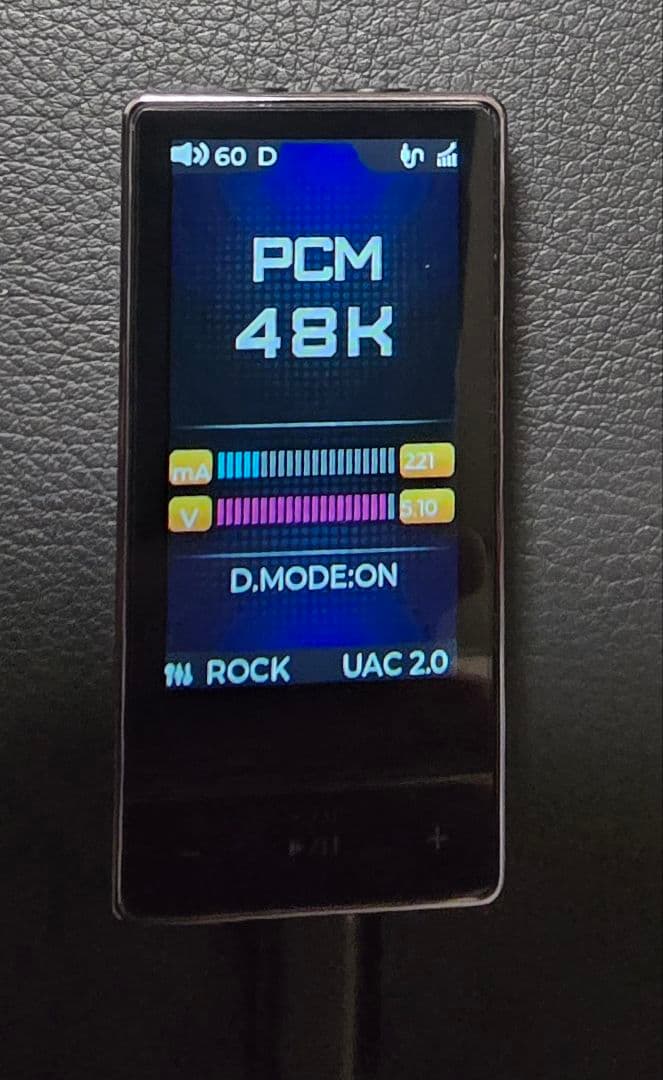 60 D
PCM
48K
mA 221
V 5.10
D.MODE:ON
ROCK UAC 2.0
- +